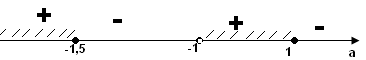 + - + -
-1,5 -1 1 a